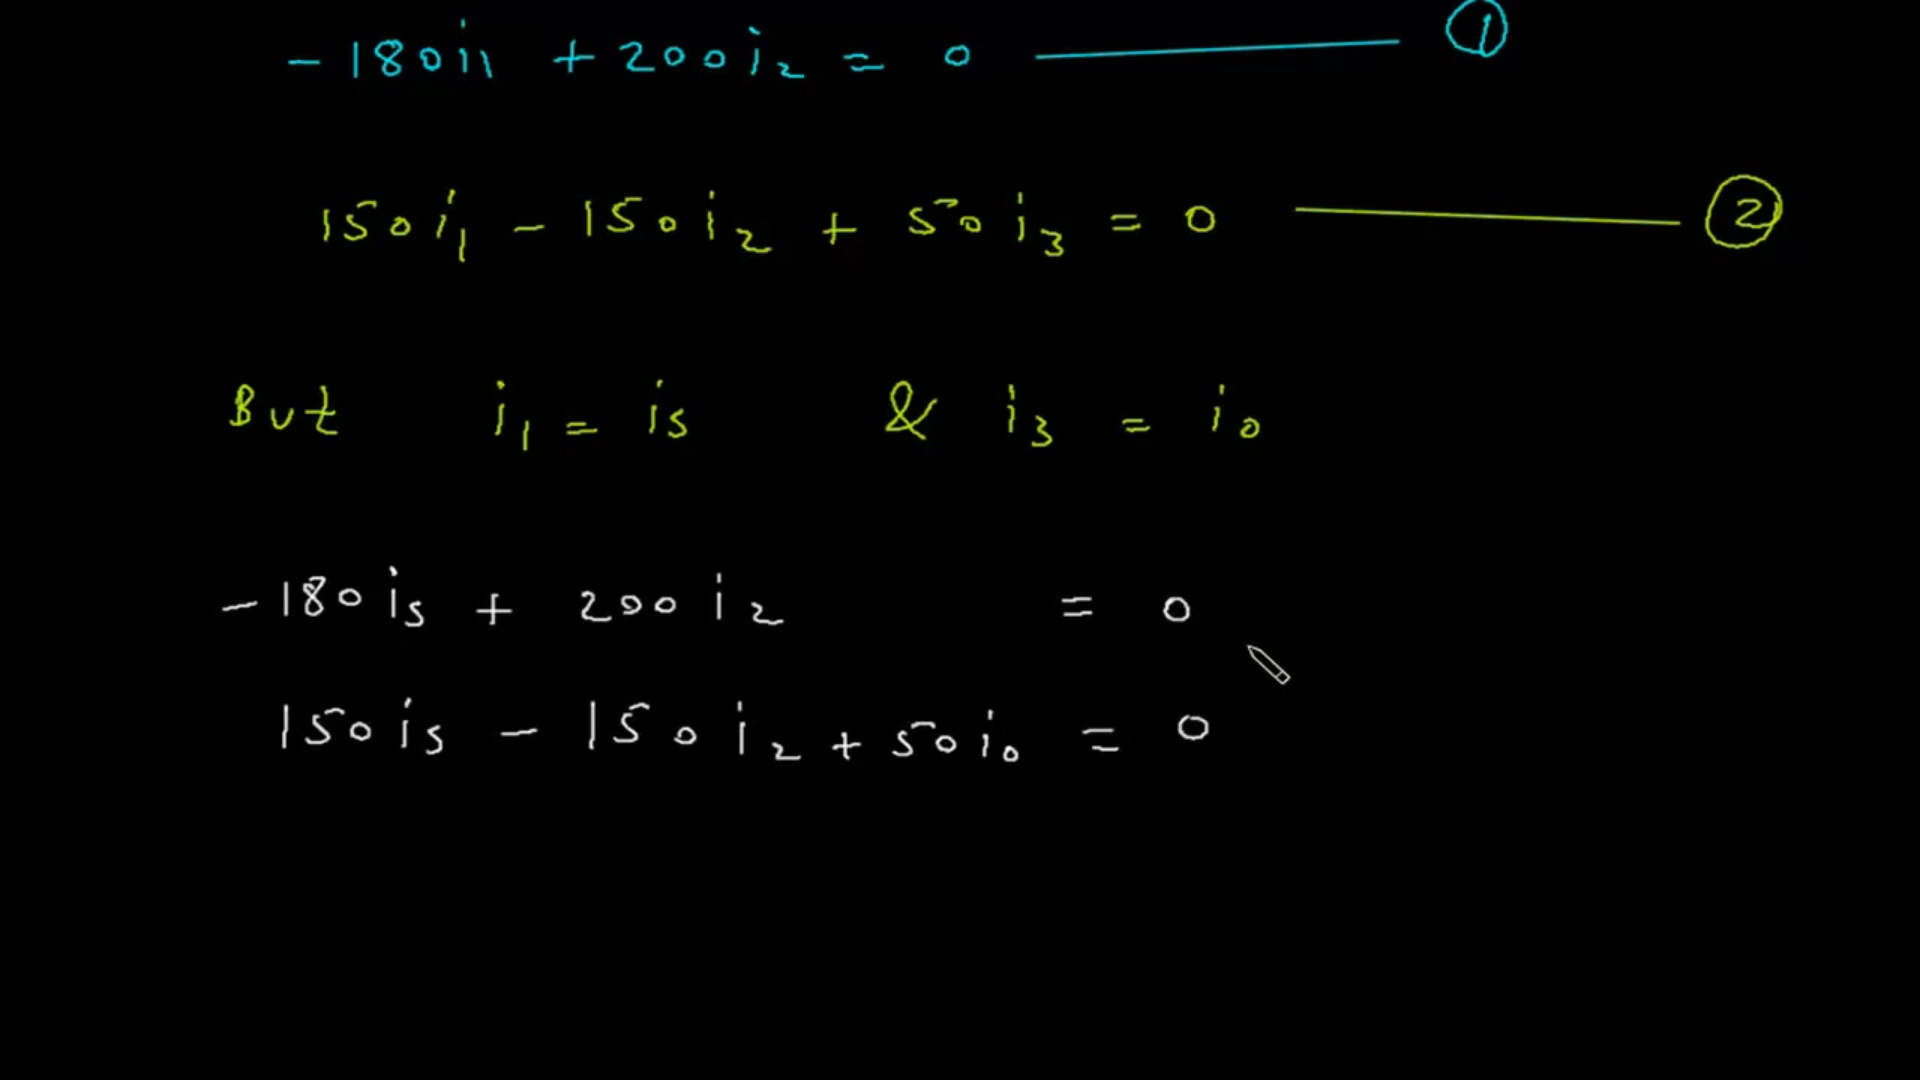 - 180i1 + 200i2 = 0 ——— ①
150i1 - 150i2 + 50i3 = 0 ——— ②
But i1 = is & i3 = i0
- 180is + 200i2 = 0
150is - 150i2 + 50i0 = 0